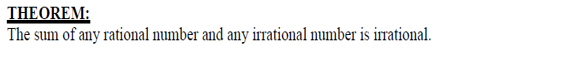 THEOREM:
The sum of any rational number and any irrational number is irrational.